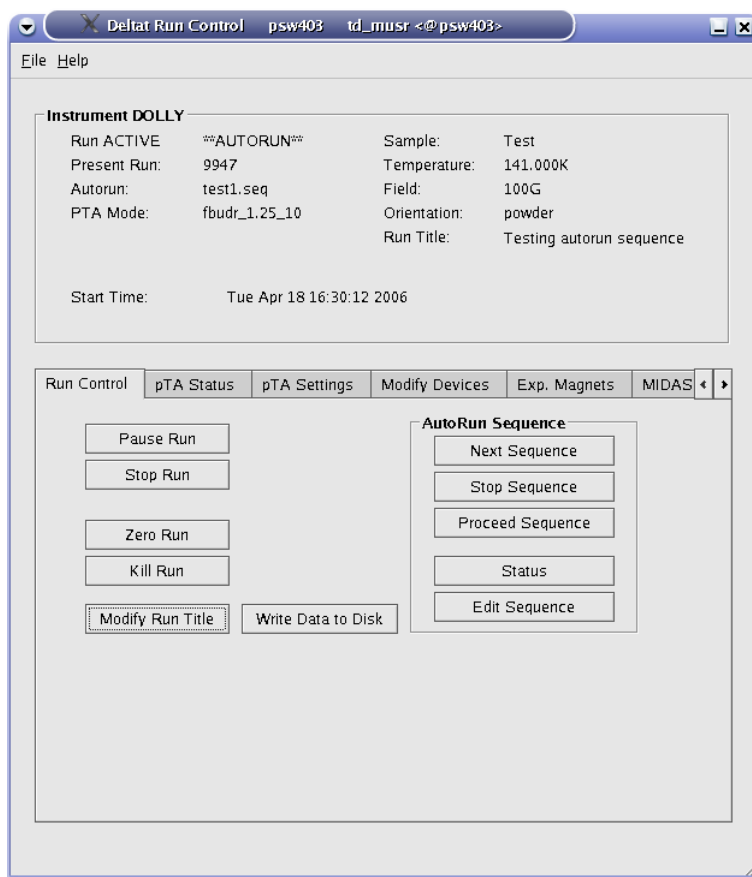 Deltat Run Control psw403 td_musr <@psw403>
File Help
Instrument DOLLY
Run ACTIVE **AUTORUN** Sample: Test
Present Run: 9947 Temperature: 141.000K
Autorun: test1.seq Field: 100G
PTA Mode: fbudr_1.25_10 Orientation: powder
Run Title: Testing autorun sequence
Start Time: Tue Apr 18 16:30:12 2006
Run Control pTA Status pTA Settings Modify Devices Exp. Magnets MIDAS
AutoRun Sequence
Pause Run Next Sequence
Stop Run Stop Sequence
Proceed Sequence
Zero Run
Kill Run Status
Modify Run Title Write Data to Disk Edit Sequence